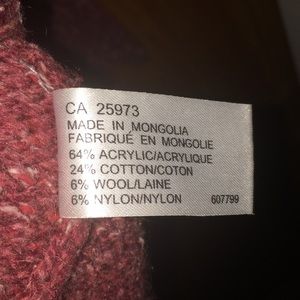 CA 25973
MADE IN MONGOLIA
FABRIQUÉ EN MONGOLIE
64% ACRYLIC/ACRYLIQUE
24% COTTON/COTON
6% WOOL/LAINE
6% NYLON/NYLON 607799